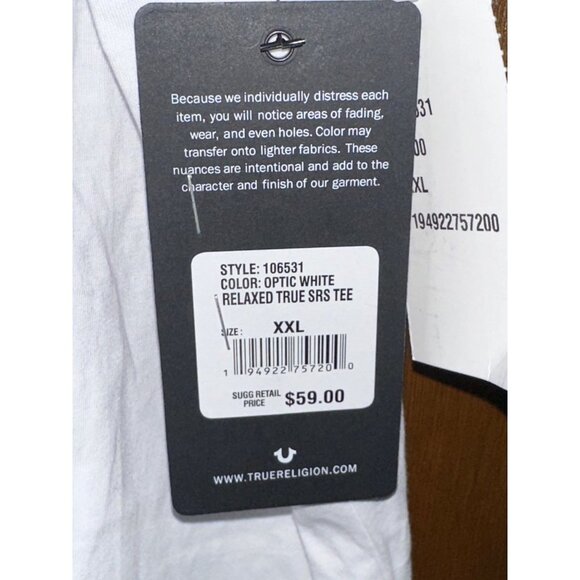 Because we individually distress each
item, you will notice areas of fading,
wear, and even holes. Color may
transfer onto lighter fabrics. These
nuances are intentional and add to the
character and finish of our garment.
STYLE: 106531
COLOR: OPTIC WHITE
RELAXED TRUE SRS TEE
SIZE: XXL
1 94922 75720 0
SUGG RETAIL
PRICE $59.00
WWW.TRUERELIGION.COM
531
00
XL
194922757200